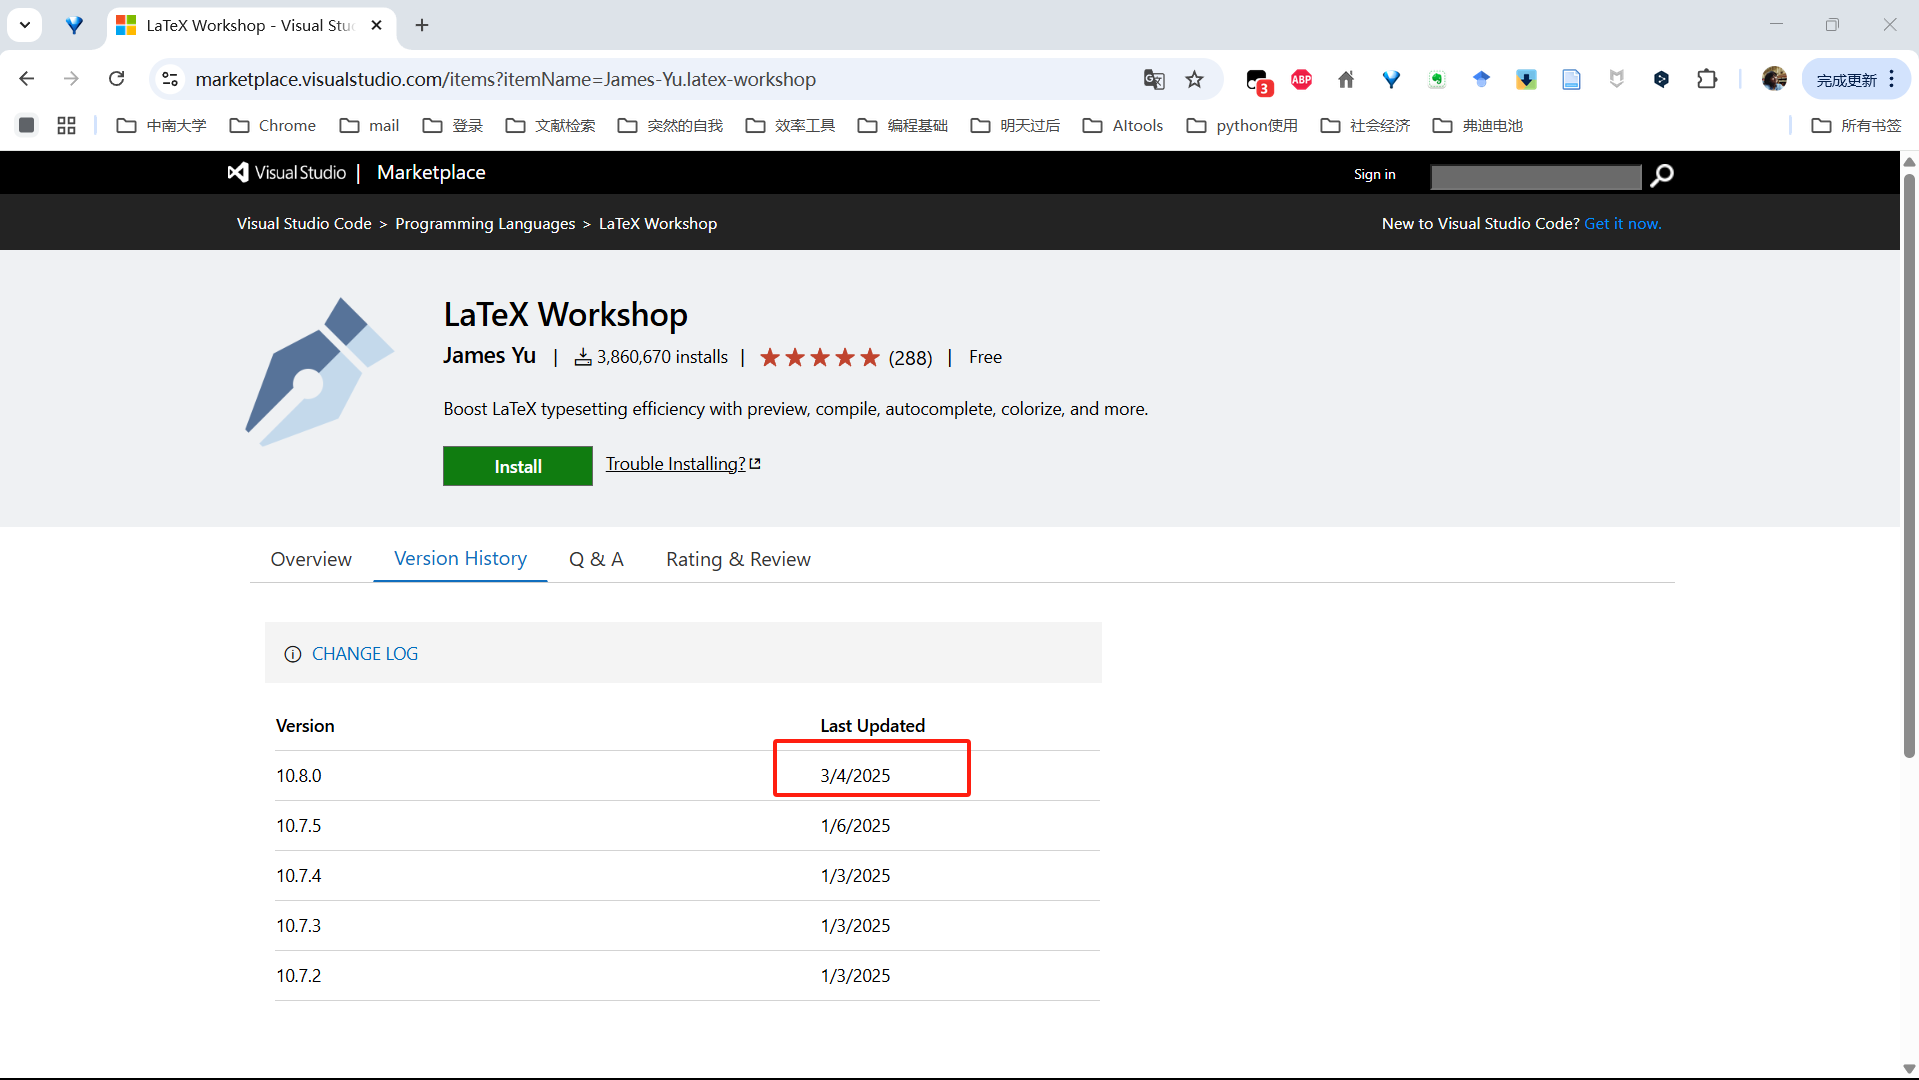 LaTeX Workshop - Visual Stu
marketplace.visualstudio.com/items?itemName=James-Yu.latex-workshop
3
ABP
完成更新
中南大学
Chrome
mail
登录
文献检索
突然的自我
效率工具
编程基础
明天过后
AItools
python使用
社会经济
弗迪电池
所有书签
Visual Studio | Marketplace
Sign in
Visual Studio Code > Programming Languages > LaTeX Workshop
New to Visual Studio Code? Get it now.
LaTeX Workshop
James Yu | 3,860,670 installs | (288) | Free
Boost LaTeX typesetting efficiency with preview, compile, autocomplete, colorize, and more.
Install
Trouble Installing?
Overview
Version History
Q & A
Rating & Review
CHANGE LOG
Version Last Updated
10.8.0 3/4/2025
10.7.5 1/6/2025
10.7.4 1/3/2025
10.7.3 1/3/2025
10.7.2 1/3/2025